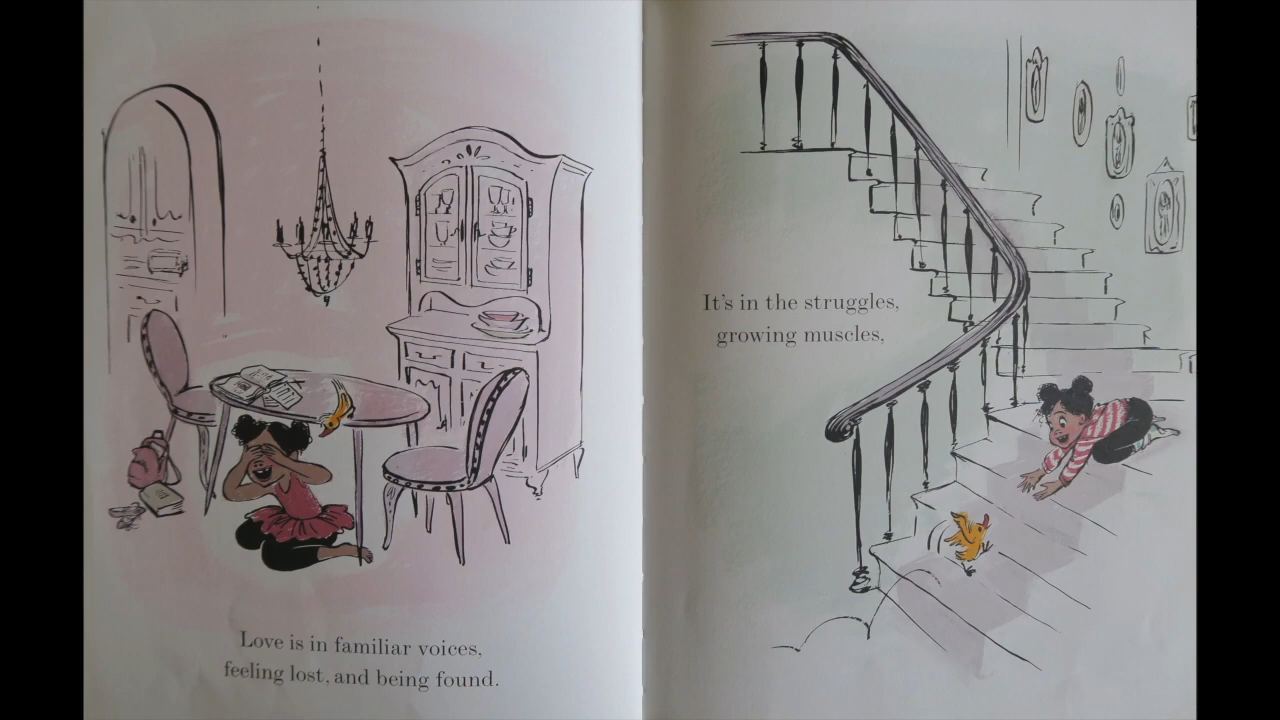 Love is in familiar voices,
feeling lost, and being found.
It's in the struggles,
growing muscles,